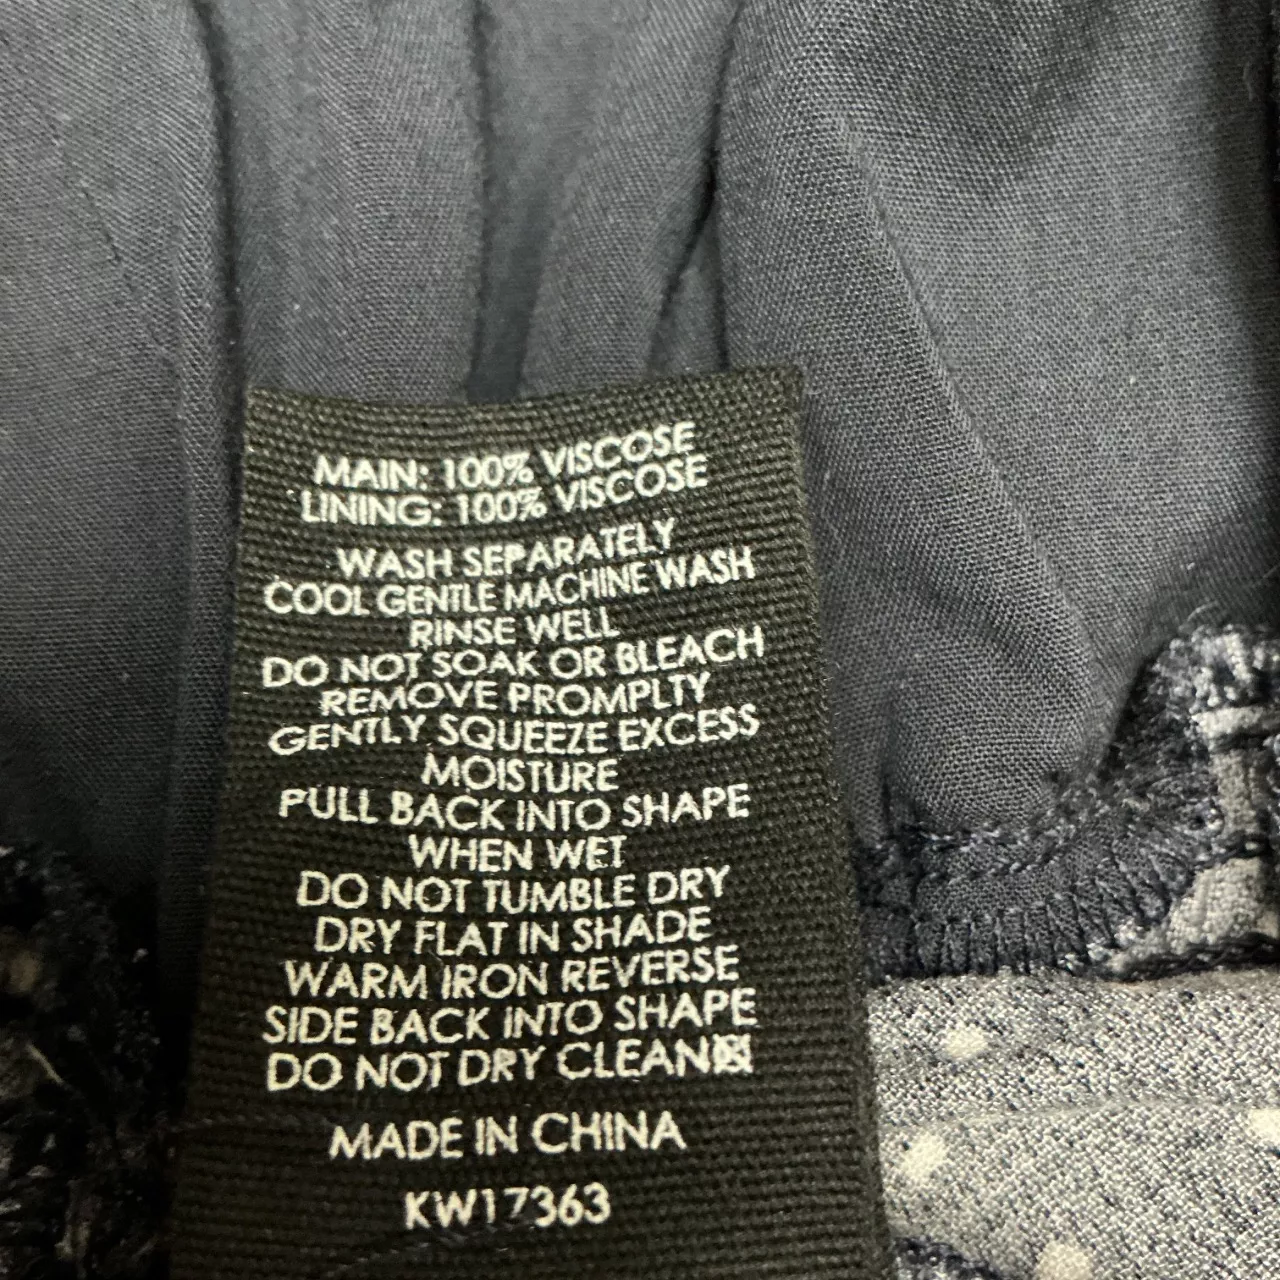 MAIN: 100% VISCOSE
LINING: 100% VISCOSE
WASH SEPARATELY
COOL GENTLE MACHINE WASH
RINSE WELL
DO NOT SOAK OR BLEACH
REMOVE PROMPLTY
GENTLY SQUEEZE EXCESS
MOISTURE
PULL BACK INTO SHAPE
WHEN WET
DO NOT TUMBLE DRY
DRY FLAT IN SHADE
WARM IRON REVERSE
SIDE BACK INTO SHAPE
DO NOT DRY CLEAN
MADE IN CHINA
KW17363